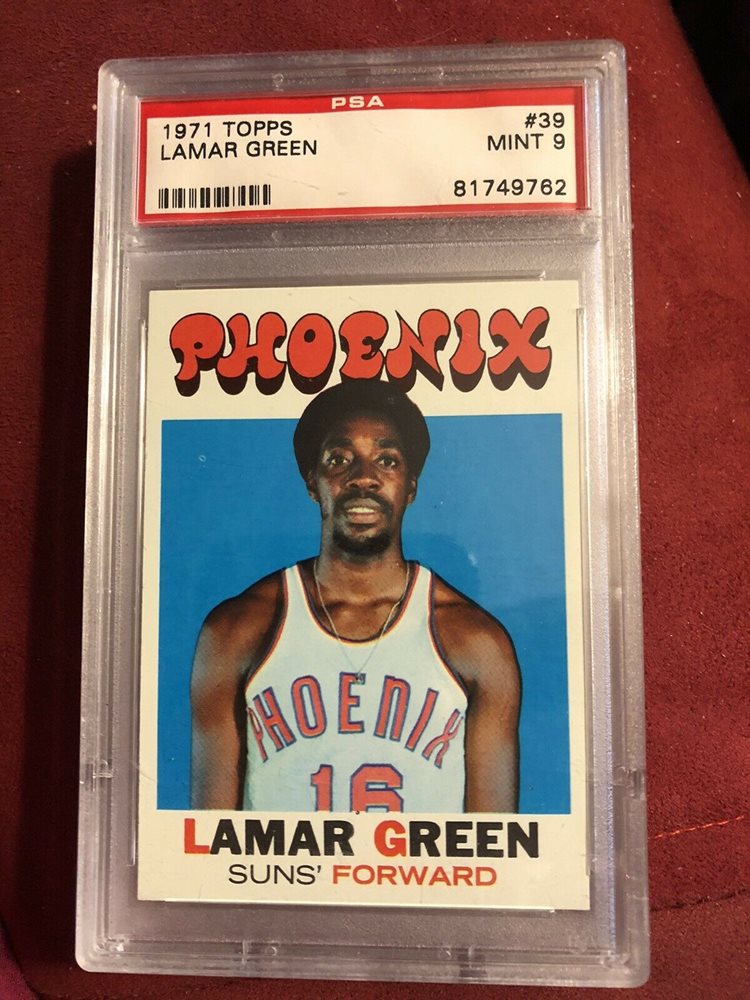 PSA
1971 TOPPS #39
LAMAR GREEN MINT 9
81749762
PHOENIX
PHOENIX
16
LAMAR GREEN
SUNS' FORWARD